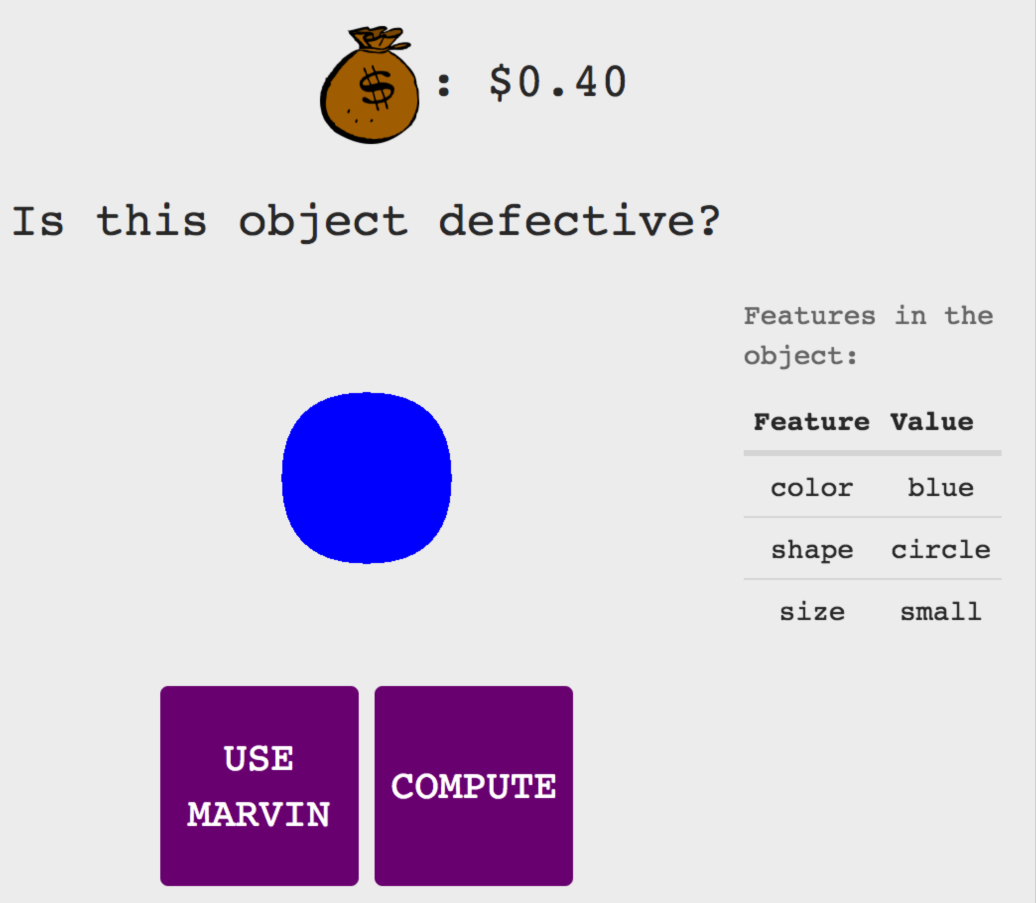 $ : $0.40
Is this object defective?
Features in the
object:
Feature Value
color blue
shape circle
size small
USE
MARVIN
COMPUTE